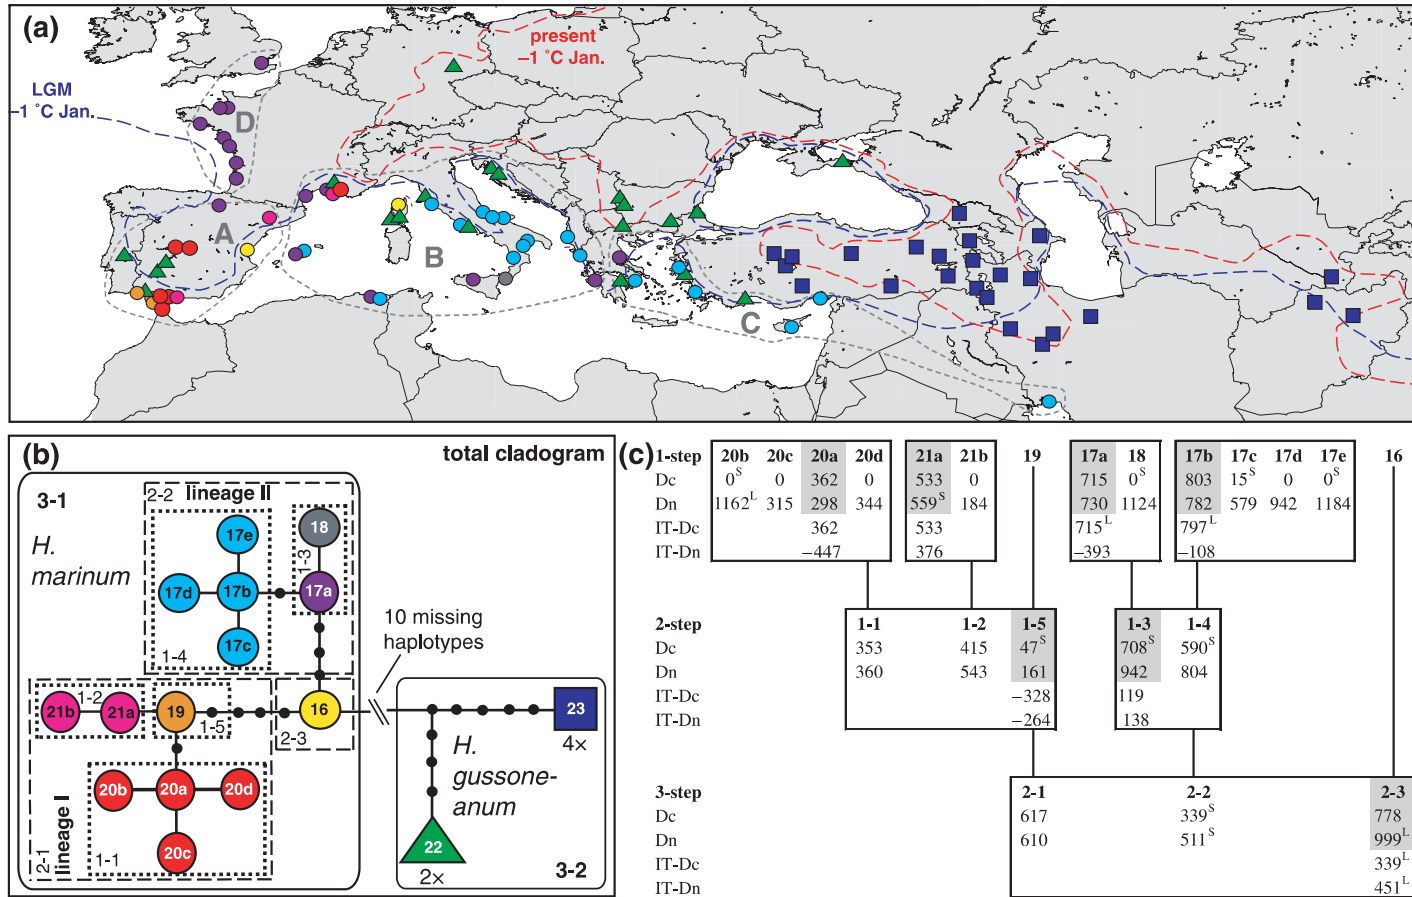 (a)
present
–1 ˚C Jan.
LGM
–1 ˚C Jan.
D
A
B
C
(b)
total cladogram
3-1
H.
marinum
2-2
lineage II
17e
17d
17b
17c
1-4
18
1-3
17a
10 missing
haplotypes
21b
1-2
21a
19
1-5
16
2-3
23
4×
H.
gussone-
anum
22
2×
3-2
20b
20a
20d
20c
1-1
2-1
lineage I
(c)
1-step 20b 20c 20a 20d 21a 21b 19 17a 18 17b 17c 17d 17e 16
Dc 0S 0 362 0 533 0 715 0S 803 15S 0 0S
Dn 1162L 315 298 344 559S 184 730 1124 782 579 942 1184
IT-Dc 362 533 715L 797L
IT-Dn –447 376 –393 –108
2-step 1-1 1-2 1-5 1-3 1-4
Dc 353 415 47S 708S 590S
Dn 360 543 161 942 804
IT-Dc –328 119
IT-Dn –264 138
3-step 2-1 2-2 2-3
Dc 617 339S 778
Dn 610 511S 999L
IT-Dc 339L
IT-Dn 451L